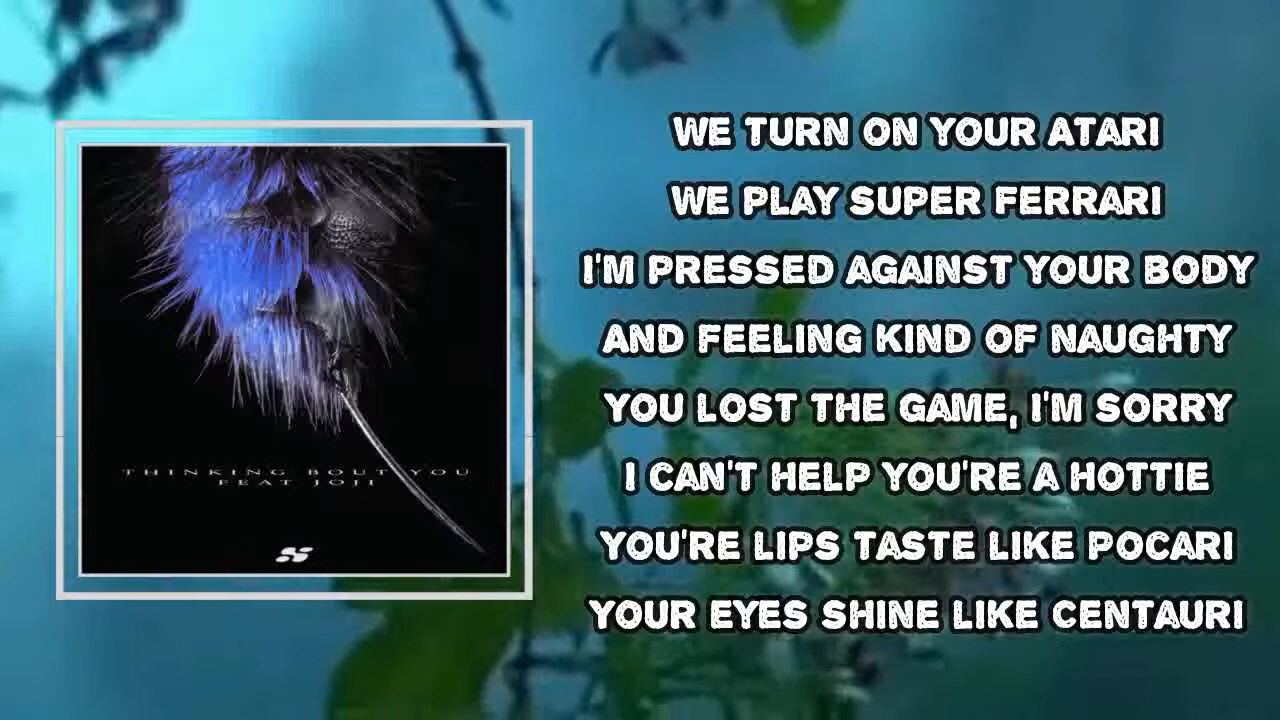 WE TURN ON YOUR ATARI
WE PLAY SUPER FERRARI
I'M PRESSED AGAINST YOUR BODY
AND FEELING KIND OF NAUGHTY
YOU LOST THE GAME, I'M SORRY
I CAN'T HELP YOU'RE A HOTTIE
YOU'RE LIPS TASTE LIKE POCARI
YOUR EYES SHINE LIKE CENTAURI
THINKING BOUT YOU
FEAT JOJI